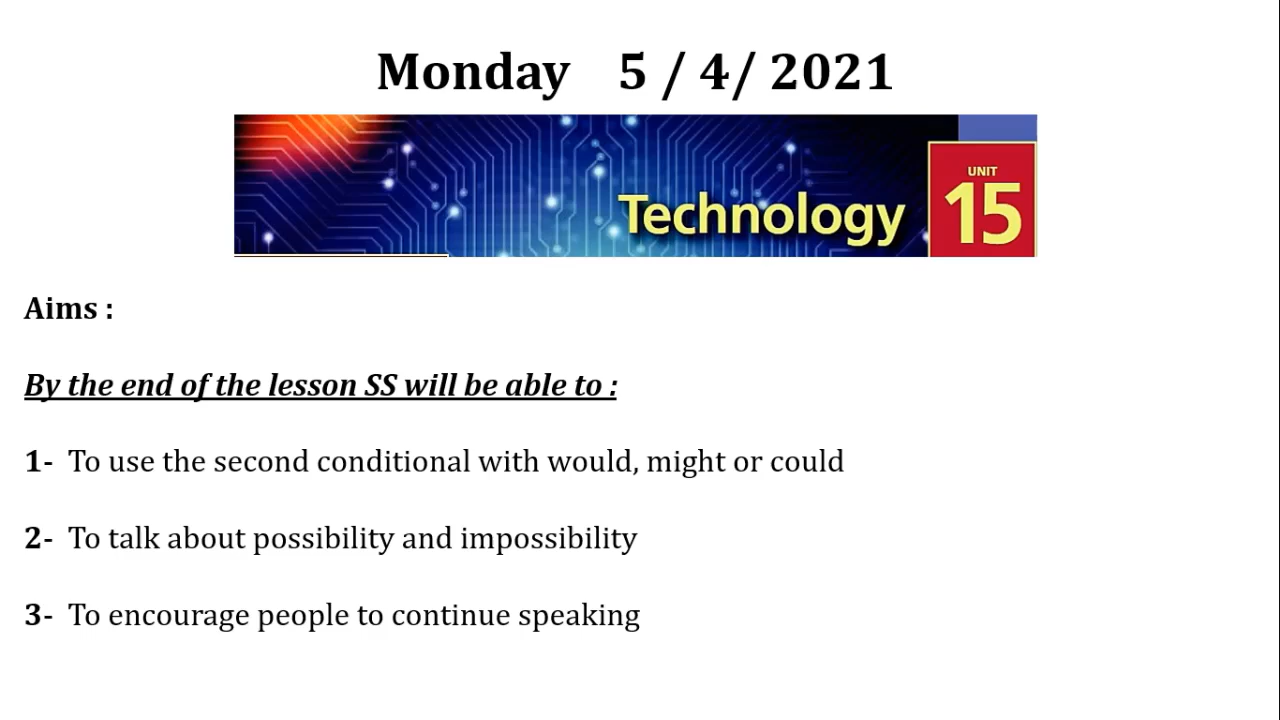 Monday 5 / 4/ 2021
UNIT
Technology 15
Aims :
By the end of the lesson SS will be able to :
1- To use the second conditional with would, might or could
2- To talk about possibility and impossibility
3- To encourage people to continue speaking